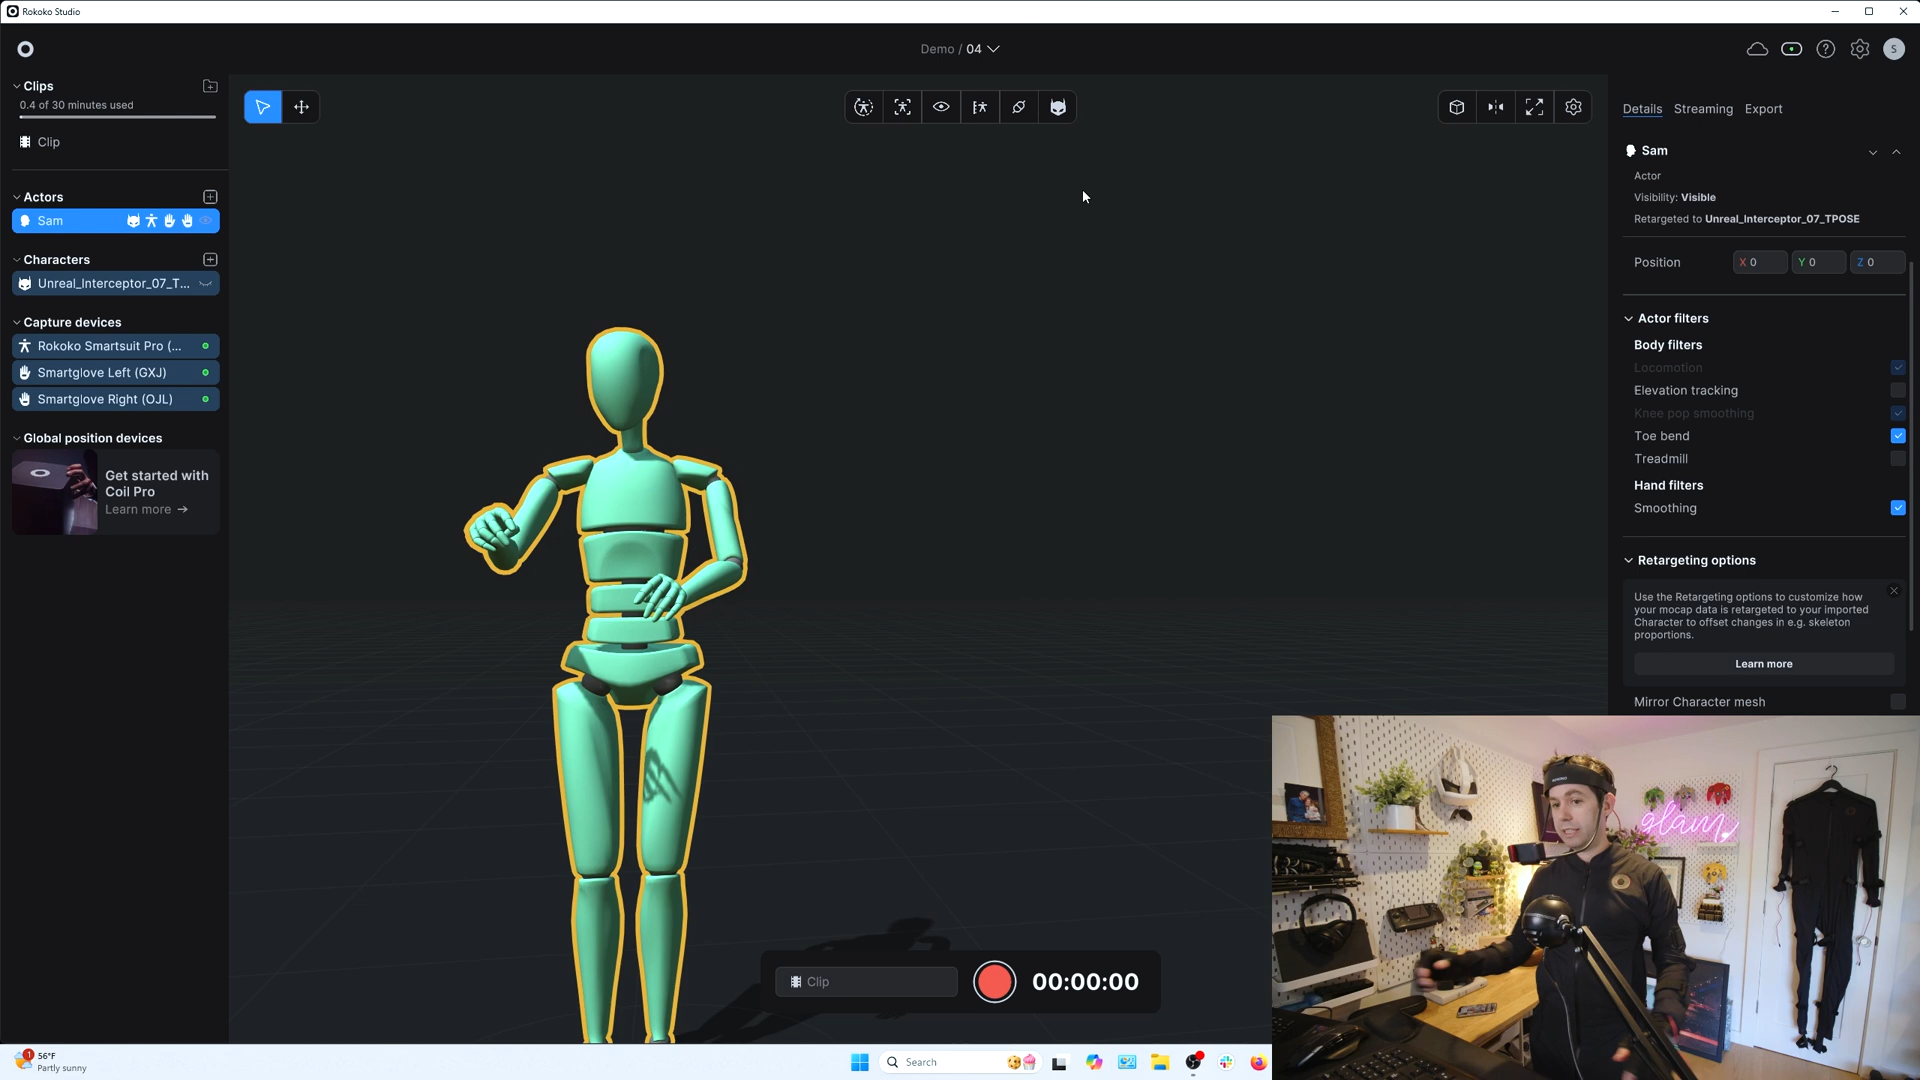 Rokoko Studio
Demo / 04
S
Clips
0.4 of 30 minutes used
Clip
Actors
Sam
Characters
Unreal_Interceptor_07_T...
Capture devices
Rokoko Smartsuit Pro (...
Smartglove Left (GXJ)
Smartglove Right (OJL)
Global position devices
Get started with
Coil Pro
Learn more →
Details Streaming Export
Sam
Actor
Visibility: Visible
Retargeted to Unreal_Interceptor_07_TPOSE
Position X 0 Y 0 Z 0
Actor filters
Body filters
Locomotion
Elevation tracking
Knee pop smoothing
Toe bend
Treadmill
Hand filters
Smoothing
Retargeting options
Use the Retargeting options to customize how
your mocap data is retargeted to your imported
Character to offset changes in e.g. skeleton
proportions.
Learn more
Mirror Character mesh
glam
Clip
00:00:00
1
56°F
Partly sunny
Search